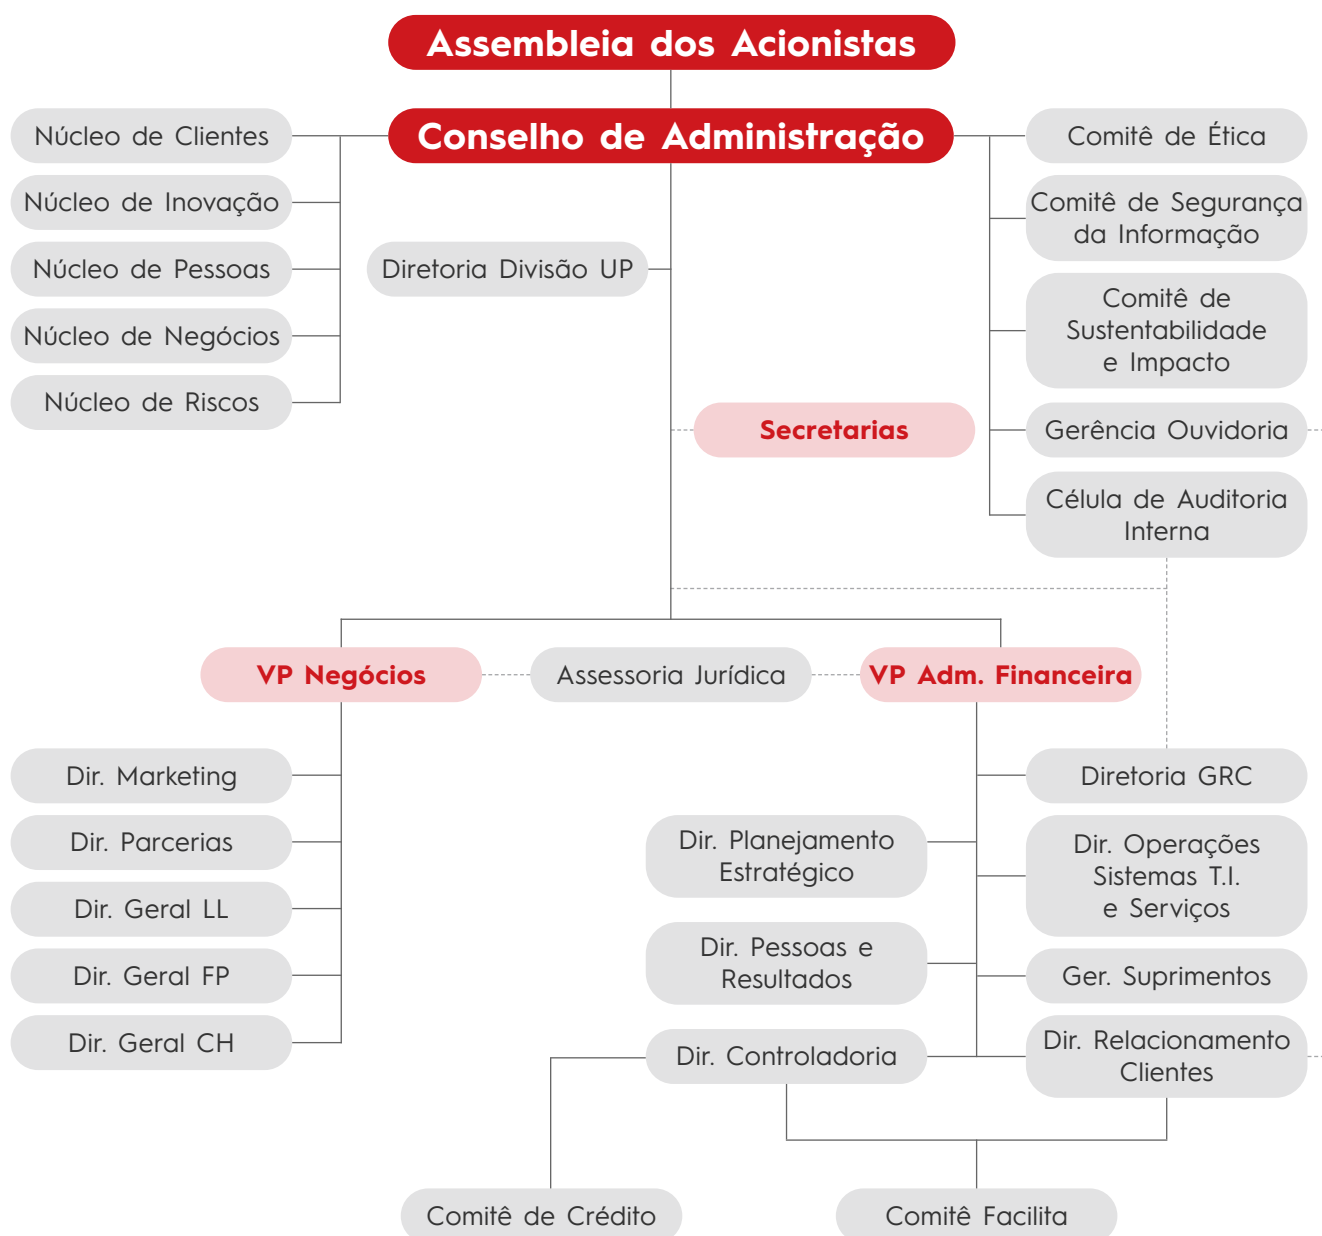 Assembleia dos Acionistas
Conselho de Administração
Núcleo de Clientes
Núcleo de Inovação
Núcleo de Pessoas
Núcleo de Negócios
Núcleo de Riscos
Diretoria Divisão UP
Comitê de Ética
Comitê de Segurança
da Informação
Comitê de
Sustentabilidade
e Impacto
Secretarias
Gerência Ouvidoria
Célula de Auditoria
Interna
VP Negócios
Assessoria Jurídica
VP Adm. Financeira
Dir. Marketing
Dir. Parcerias
Dir. Geral LL
Dir. Geral FP
Dir. Geral CH
Dir. Planejamento
Estratégico
Dir. Pessoas e
Resultados
Dir. Controladoria
Diretoria GRC
Dir. Operações
Sistemas T.I.
e Serviços
Ger. Suprimentos
Dir. Relacionamento
Clientes
Comitê de Crédito
Comitê Facilita